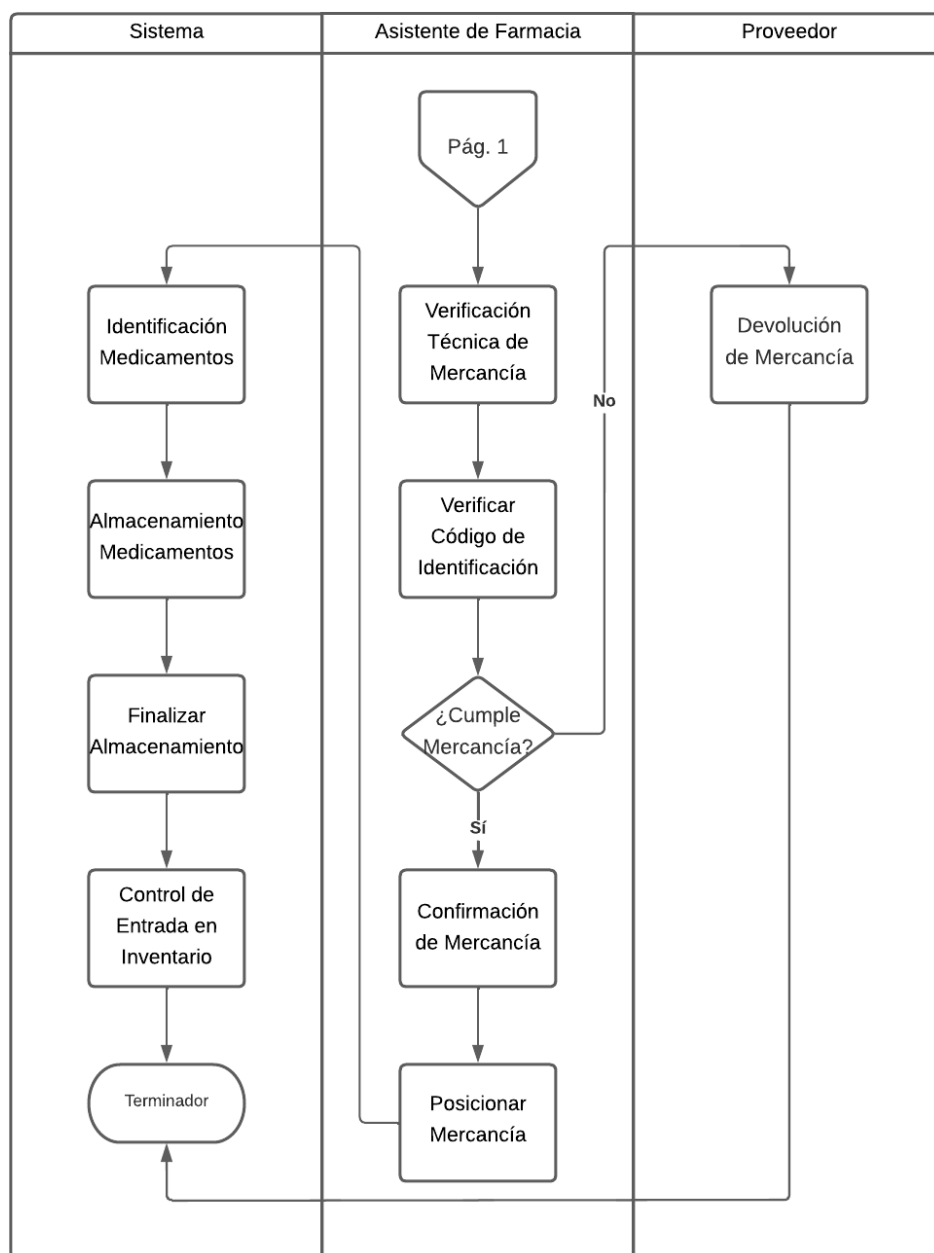 Sistema
Asistente de Farmacia
Proveedor
Pág. 1
Identificación
Medicamentos
Verificación
Técnica de
Mercancía
Devolución
de Mercancía
No
Almacenamiento
Medicamentos
Verificar
Código de
Identificación
Finalizar
Almacenamiento
¿Cumple
Mercancía?
Sí
Control de
Entrada en
Inventario
Confirmación
de Mercancía
Terminador
Posicionar
Mercancía